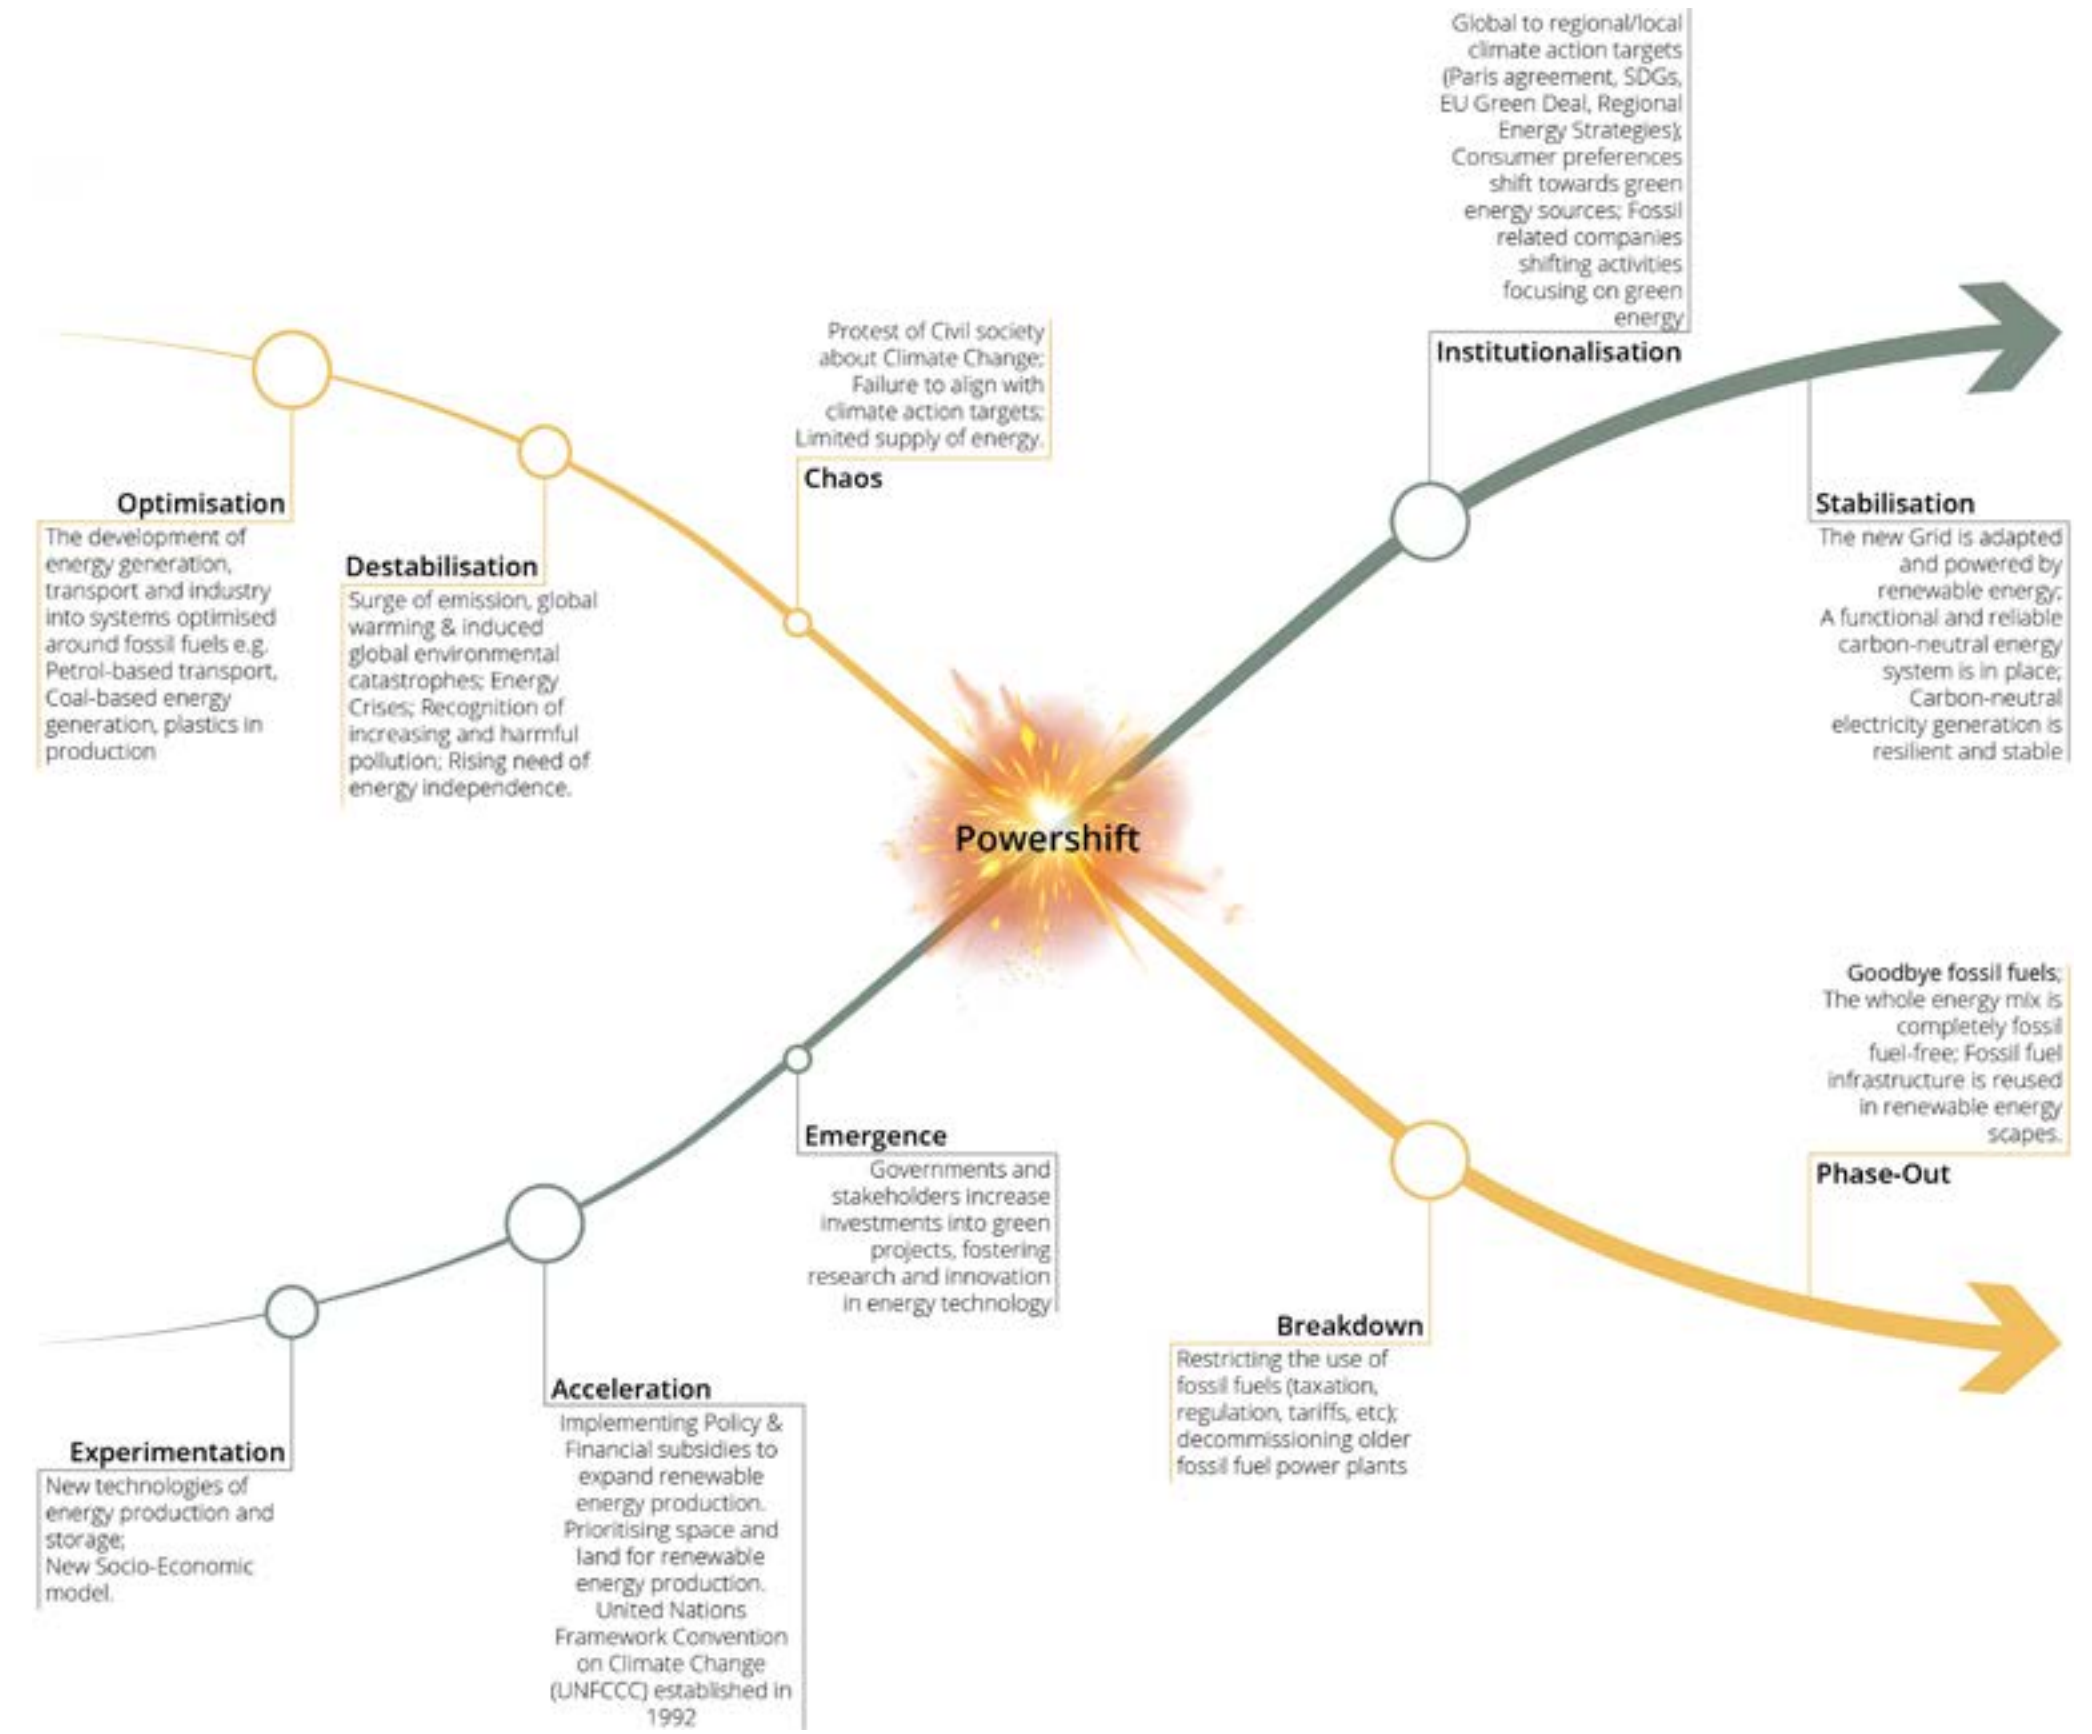 Global to regional/local
climate action targets
(Paris agreement, SDGs,
EU Green Deal, Regional
Energy Strategies);
Consumer preferences
shift towards green
energy sources; Fossil
related companies
shifting activities
focusing on green
energy
Institutionalisation
Protest of Civil society
about Climate Change;
Failure to align with
climate action targets;
Limited supply of energy.
Chaos
Optimisation
The development of
energy generation,
transport and industry
into systems optimised
around fossil fuels e.g.
Petrol-based transport,
Coal-based energy
generation, plastics in
production
Destabilisation
Surge of emission, global
warming & induced
global environmental
catastrophes; Energy
Crises; Recognition of
increasing and harmful
pollution; Rising need of
energy independence.
Stabilisation
The new Grid is adapted
and powered by
renewable energy;
A functional and reliable
carbon-neutral energy
system is in place;
Carbon-neutral
electricity generation is
resilient and stable
Powershift
Goodbye fossil fuels;
The whole energy mix is
completely fossil
fuel-free; Fossil fuel
infrastructure is reused
in renewable energy
scapes.
Phase-Out
Emergence
Governments and
stakeholders increase
investments into green
projects, fostering
research and innovation
in energy technology
Breakdown
Restricting the use of
fossil fuels (taxation,
regulation, tariffs, etc);
decommissioning older
fossil fuel power plants
Acceleration
Implementing Policy &
Financial subsidies to
expand renewable
energy production.
Prioritising space and
land for renewable
energy production.
United Nations
Framework Convention
on Climate Change
(UNFCCC) established in
1992
Experimentation
New technologies of
energy production and
storage;
New Socio-Economic
model.